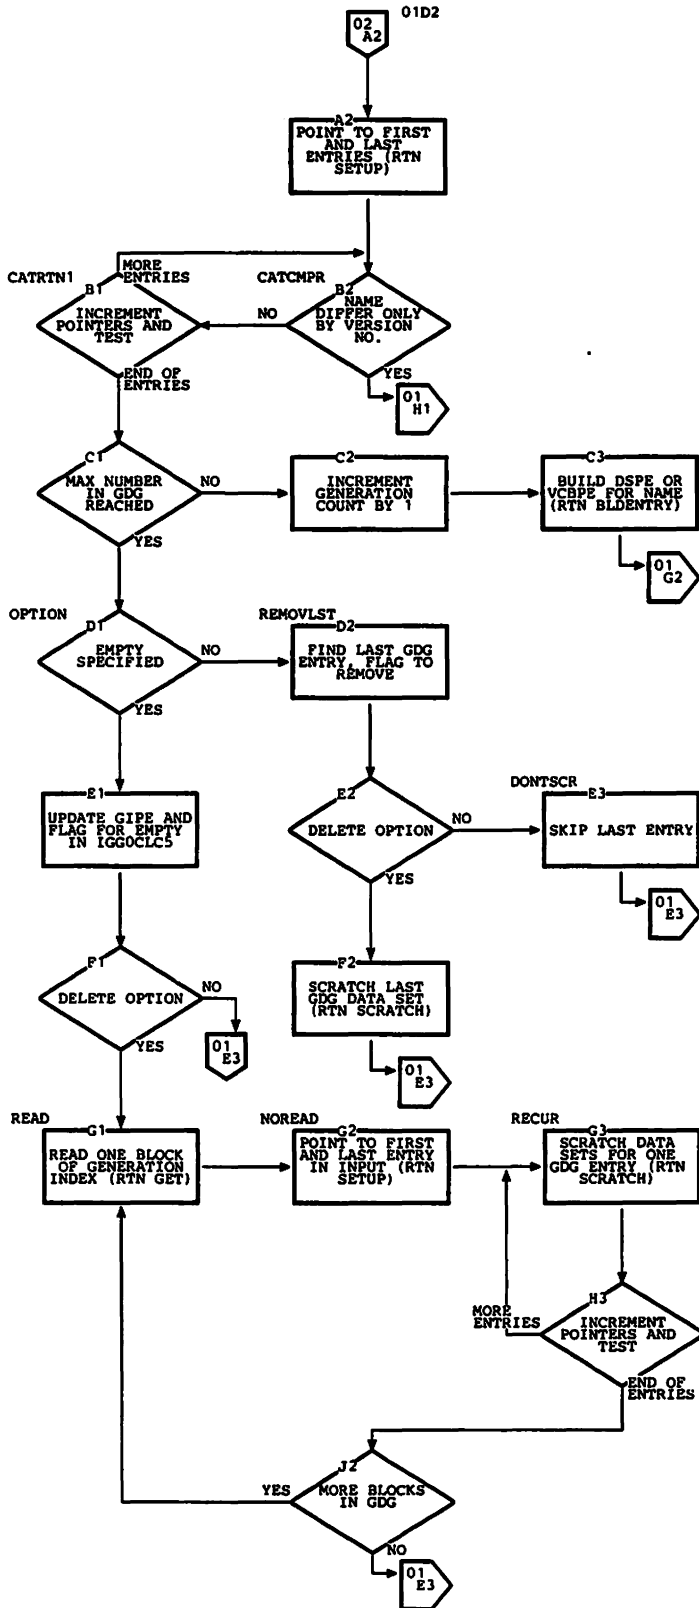 01D2
02
A2
A2
POINT TO FIRST
AND LAST
ENTRIES (RTN
SETUP)
MORE
ENTRIES
CATRTN1
CATCMPR
B1
INCREMENT
POINTERS AND
TEST
NO
B2
NAME
DIFFER ONLY
BY VERSION
NO.
END OF
ENTRIES
YES
01
H1
C1
MAX NUMBER
IN GDG
REACHED
NO
C2
INCREMENT
GENERATION
COUNT BY 1
C3
BUILD DSPE OR
VCBPE FOR NAME
(RTN BLDENTRY)
YES
01
G2
OPTION
REMOVLST
D1
EMPTY
SPECIFIED
NO
D2
FIND LAST GDG
ENTRY, FLAG TO
REMOVE
YES
DONTSCR
E1
UPDATE GIPE AND
FLAG FOR EMPTY
IN IGG0CLC5
E2
DELETE OPTION
NO
E3
SKIP LAST ENTRY
YES
01
E3
F1
DELETE OPTION
NO
F2
SCRATCH LAST
GDG DATA SET
(RTN SCRATCH)
YES
01
E3
01
E3
READ
NOREAD
RECUR
G1
READ ONE BLOCK
OF GENERATION
INDEX (RTN GET)
G2
POINT TO FIRST
AND LAST ENTRY
IN INPUT (RTN
SETUP)
G3
SCRATCH DATA
SETS FOR ONE
GDG ENTRY (RTN
SCRATCH)
MORE
ENTRIES
H3
INCREMENT
POINTERS AND
TEST
END OF
ENTRIES
YES
J2
MORE BLOCKS
IN GDG
NO
01
E3